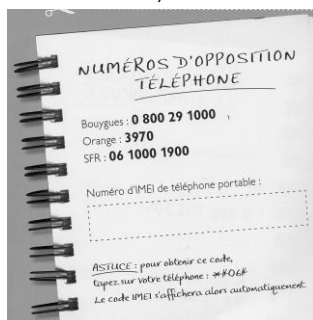 NUMÉROS D'OPPOSITION
TÉLÉPHONE
Bouygues : 0 800 29 1000
Orange : 3970
SFR : 06 1000 1900
Numéro d'IMEI de téléphone portable :
ASTUCE : pour obtenir ce code,
tapez sur votre téléphone : *#06#
Le code IMEI s'affichera alors automatiquement